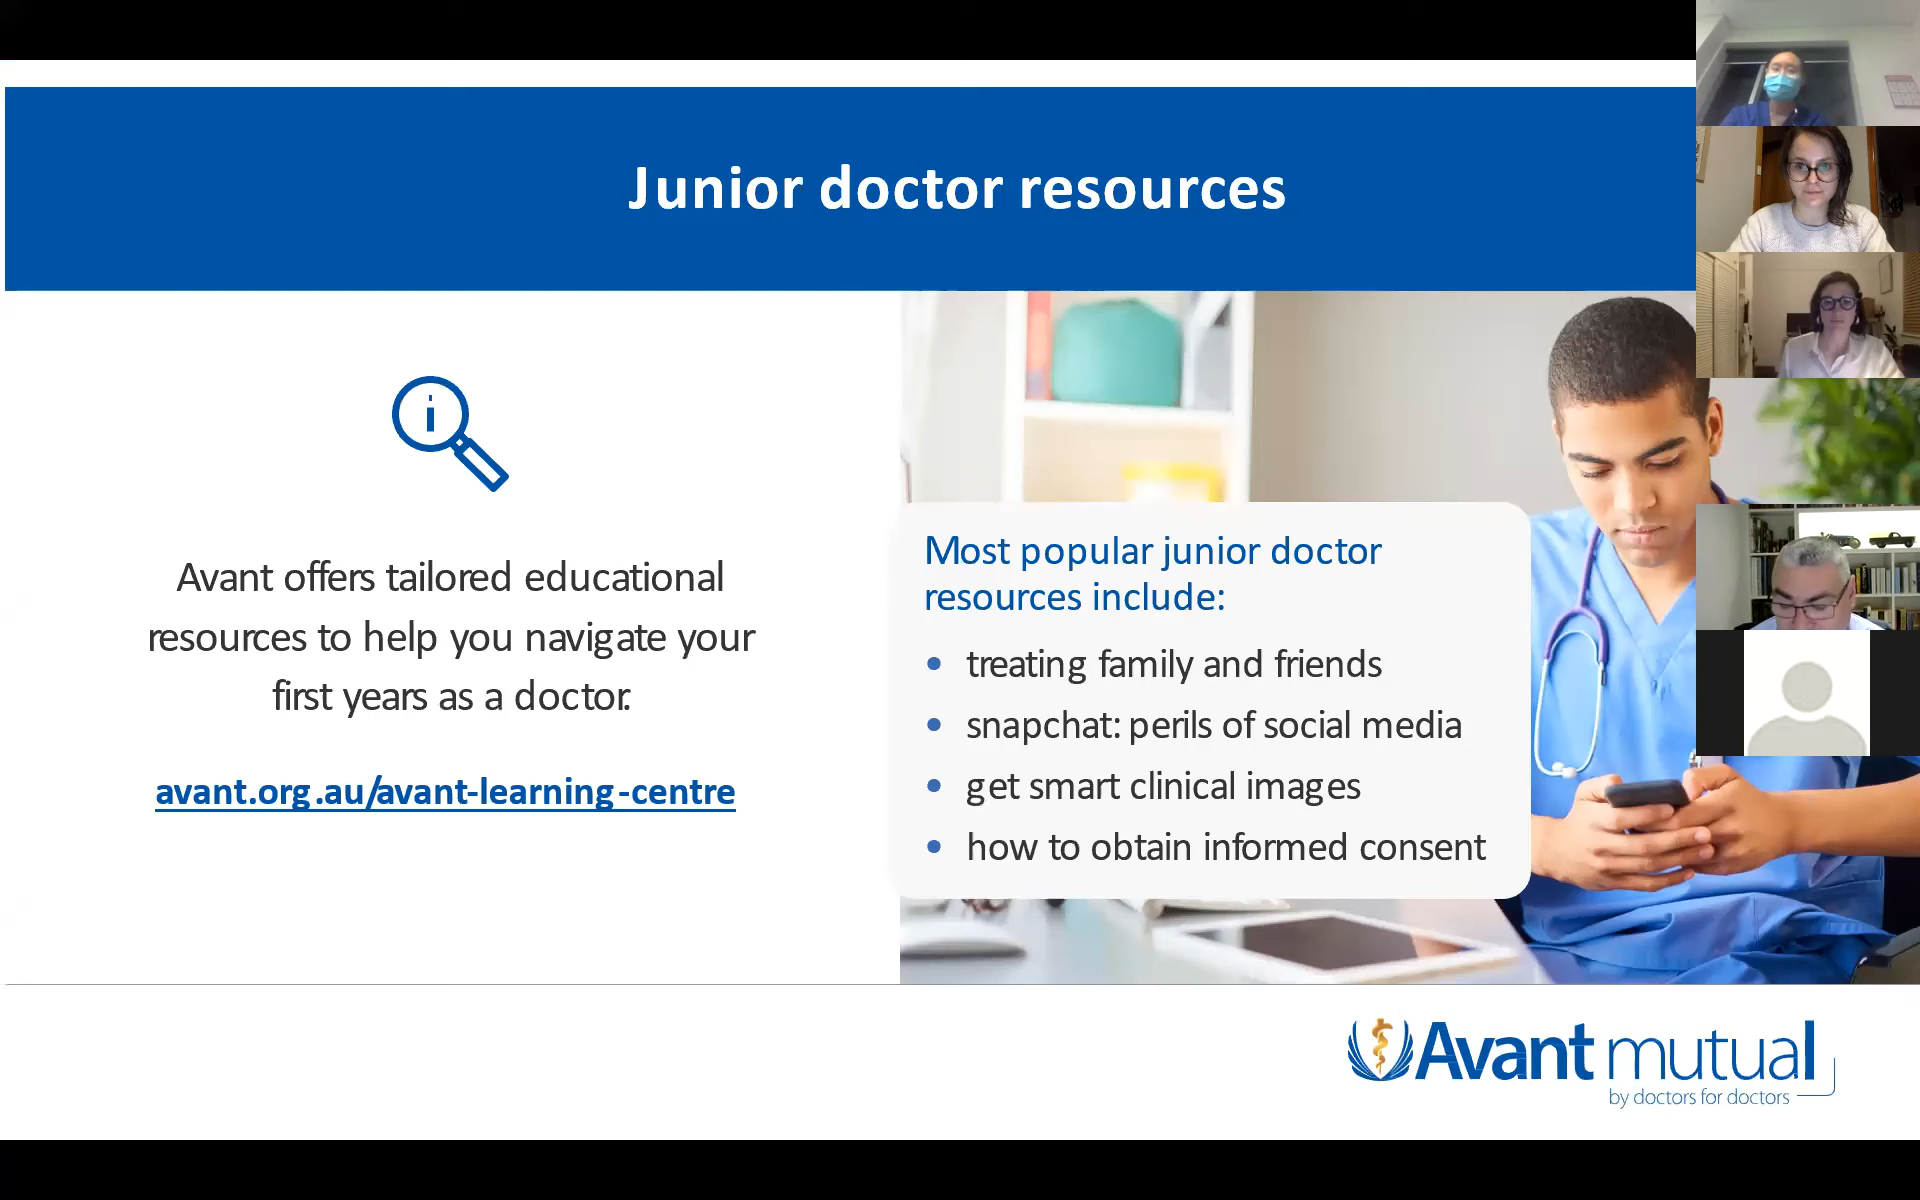 Junior doctor resources
i
Avant offers tailored educational
resources to help you navigate your
first years as a doctor.
avant.org.au/avant-learning-centre
Most popular junior doctor
resources include:
• treating family and friends
• snapchat: perils of social media
• get smart clinical images
• how to obtain informed consent
Avant mutual
by doctors for doctors